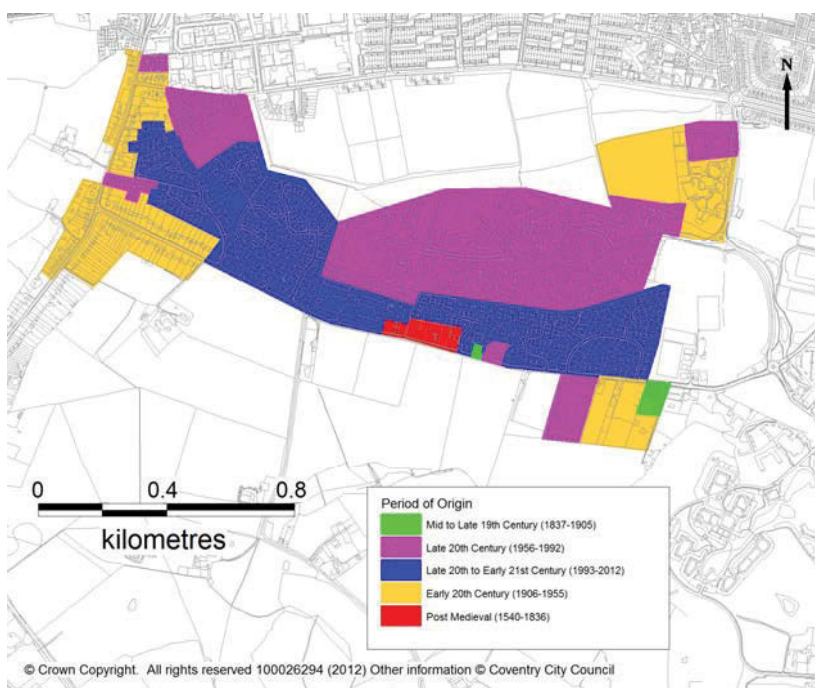 N
0 0.4 0.8
kilometres
Period of Origin
Mid to Late 19th Century (1837-1905)
Late 20th Century (1956-1992)
Late 20th to Early 21st Century (1993-2012)
Early 20th Century (1906-1955)
Post Medieval (1540-1836)
© Crown Copyright. All rights reserved 100026294 (2012) Other information © Coventry City Council